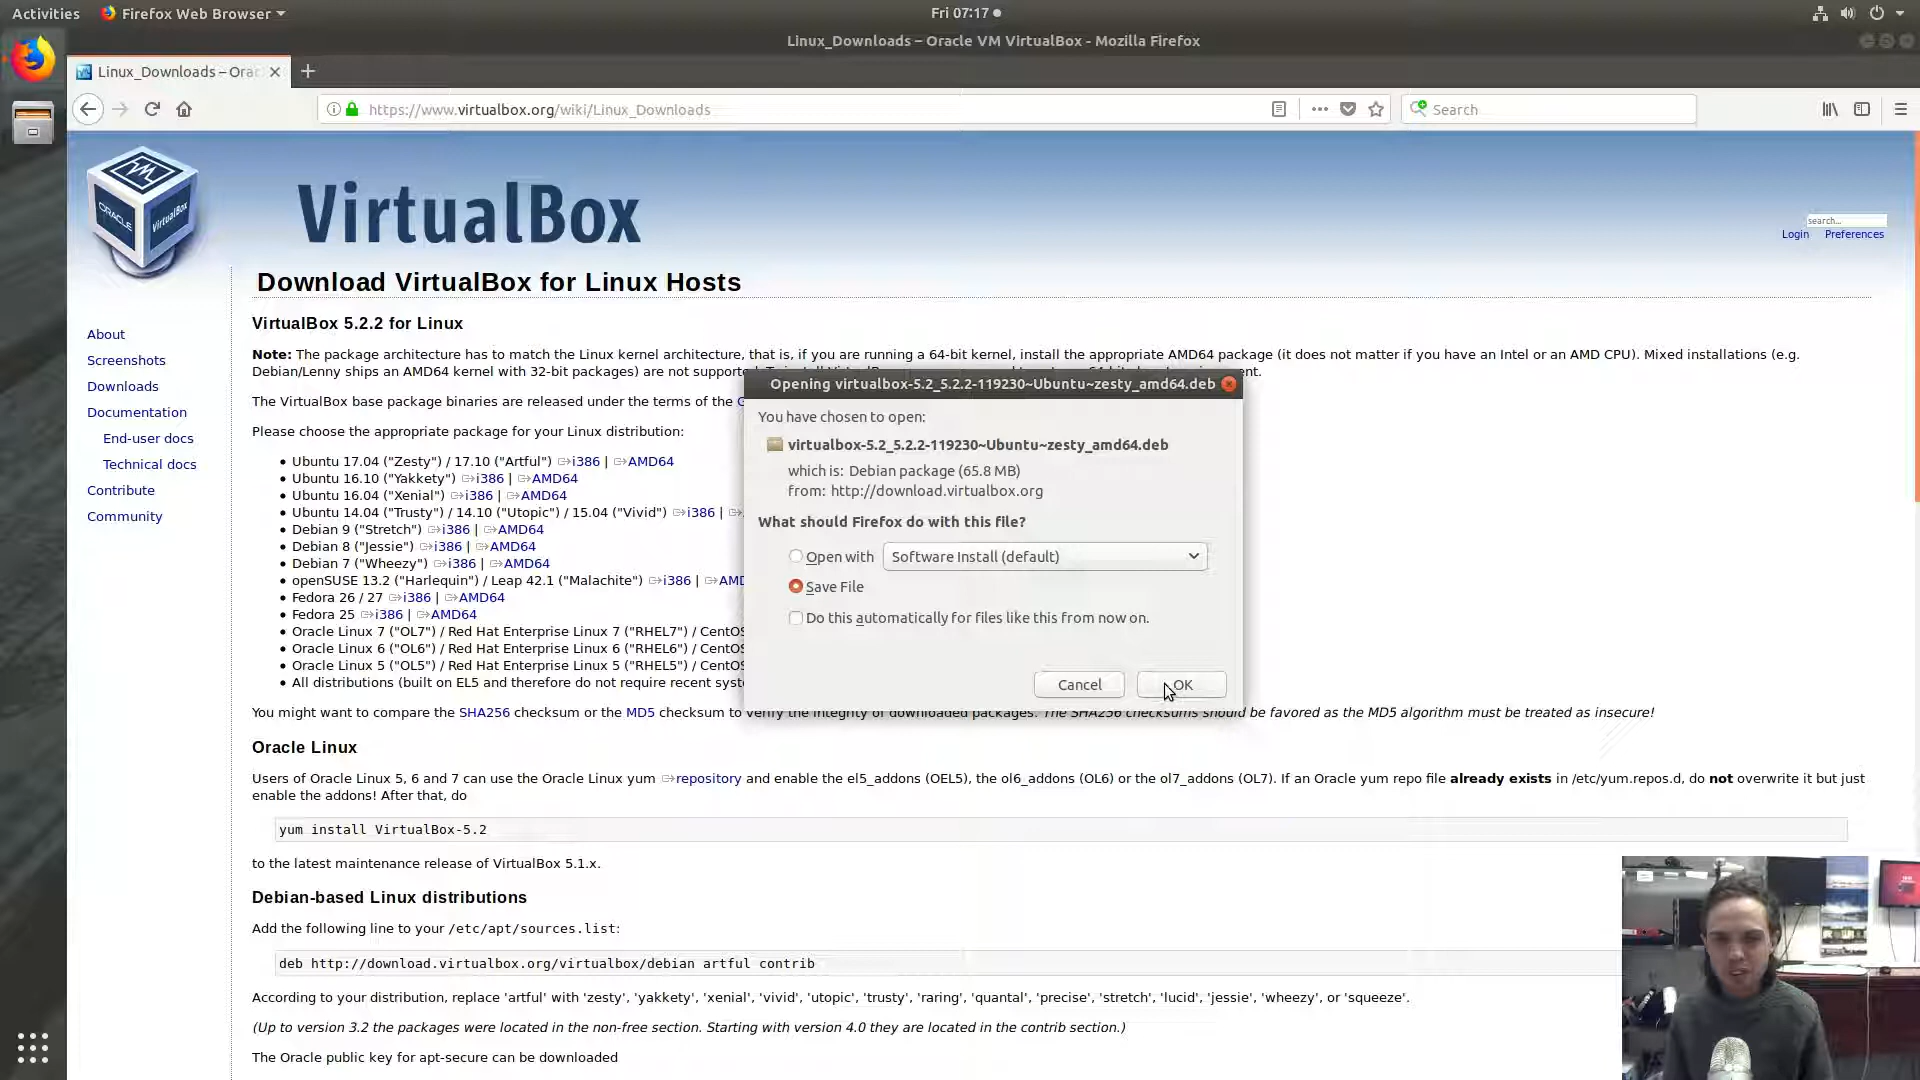 Activities
Firefox Web Browser
Fri 07:17
Linux_Downloads – Oracle VM VirtualBox - Mozilla Firefox
Linux_Downloads – Orac
https://www.virtualbox.org/wiki/Linux_Downloads
Search
ORACLE
VirtualBox
VirtualBox
search...
Login
Preferences
Download VirtualBox for Linux Hosts
About
Screenshots
Downloads
Documentation
End-user docs
Technical docs
Contribute
Community
VirtualBox 5.2.2 for Linux
Note: The package architecture has to match the Linux kernel architecture, that is, if you are running a 64-bit kernel, install the appropriate AMD64 package (it does not matter if you have an Intel or an AMD CPU). Mixed installations (e.g.
Debian/Lenny ships an AMD64 kernel with 32-bit packages) are not supported.
The VirtualBox base package binaries are released under the terms of the G
Please choose the appropriate package for your Linux distribution:
Ubuntu 17.04 ("Zesty") / 17.10 ("Artful") i386 | AMD64
Ubuntu 16.10 ("Yakkety") i386 | AMD64
Ubuntu 16.04 ("Xenial") i386 | AMD64
Ubuntu 14.04 ("Trusty") / 14.10 ("Utopic") / 15.04 ("Vivid") i386 |
Debian 9 ("Stretch") i386 | AMD64
Debian 8 ("Jessie") i386 | AMD64
Debian 7 ("Wheezy") i386 | AMD64
openSUSE 13.2 ("Harlequin") / Leap 42.1 ("Malachite") i386 | AMD
Fedora 26 / 27 i386 | AMD64
Fedora 25 i386 | AMD64
Oracle Linux 7 ("OL7") / Red Hat Enterprise Linux 7 ("RHEL7") / CentOS
Oracle Linux 6 ("OL6") / Red Hat Enterprise Linux 6 ("RHEL6") / CentOS
Oracle Linux 5 ("OL5") / Red Hat Enterprise Linux 5 ("RHEL5") / CentOS
All distributions (built on EL5 and therefore do not require recent syst
Opening virtualbox-5.2_5.2.2-119230~Ubuntu~zesty_amd64.deb
You have chosen to open:
virtualbox-5.2_5.2.2-119230~Ubuntu~zesty_amd64.deb
which is: Debian package (65.8 MB)
from: http://download.virtualbox.org
What should Firefox do with this file?
Open with
Software Install (default)
Save File
Do this automatically for files like this from now on.
Cancel
OK
You might want to compare the SHA256 checksum or the MD5 checksum to verify the integrity of downloaded packages. The SHA256 checksums should be favored as the MD5 algorithm must be treated as insecure!
Oracle Linux
Users of Oracle Linux 5, 6 and 7 can use the Oracle Linux yum repository and enable the el5_addons (OEL5), the ol6_addons (OL6) or the ol7_addons (OL7). If an Oracle yum repo file already exists in /etc/yum.repos.d, do not overwrite it but just
enable the addons! After that, do
yum install VirtualBox-5.2
to the latest maintenance release of VirtualBox 5.1.x.
Debian-based Linux distributions
Add the following line to your /etc/apt/sources.list:
deb http://download.virtualbox.org/virtualbox/debian artful contrib
According to your distribution, replace 'artful' with 'zesty', 'yakkety', 'xenial', 'vivid', 'utopic', 'trusty', 'raring', 'quantal', 'precise', 'stretch', 'lucid', 'jessie', 'wheezy', or 'squeeze'.
(Up to version 3.2 the packages were located in the non-free section. Starting with version 4.0 they are located in the contrib section.)
The Oracle public key for apt-secure can be downloaded